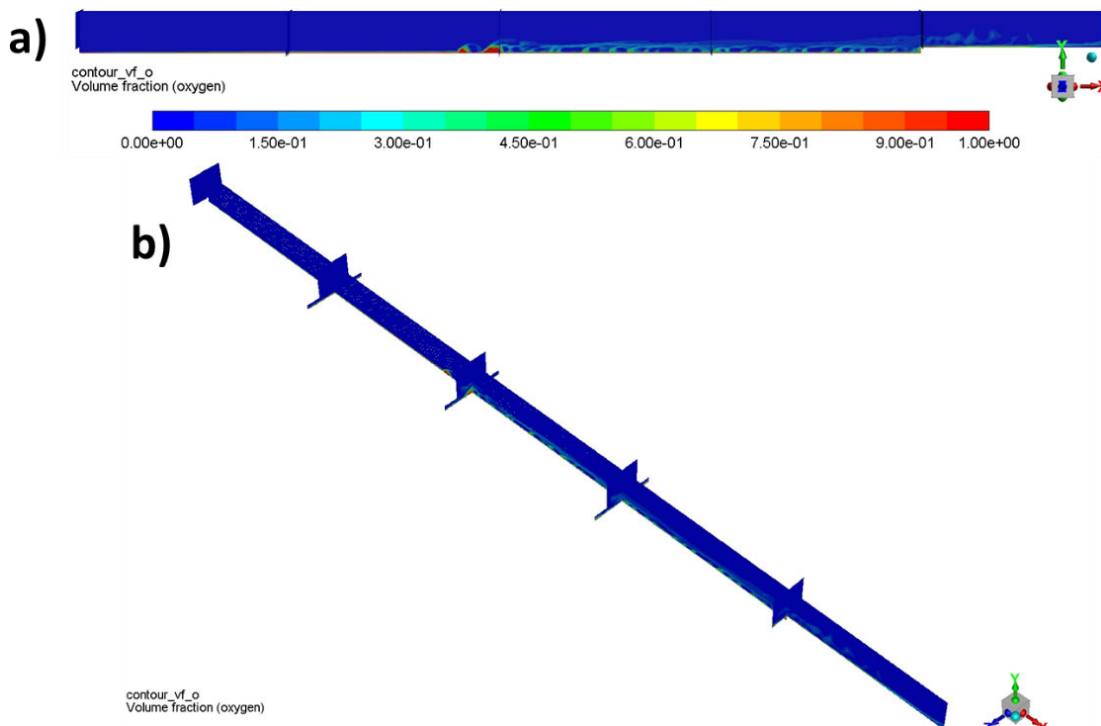 a)
contour_vf_o
Volume fraction (oxygen)
0.00e+00 1.50e-01 3.00e-01 4.50e-01 6.00e-01 7.50e-01 9.00e-01 1.00e+00
Y
X
b)
contour_vf_o
Volume fraction (oxygen)
Y